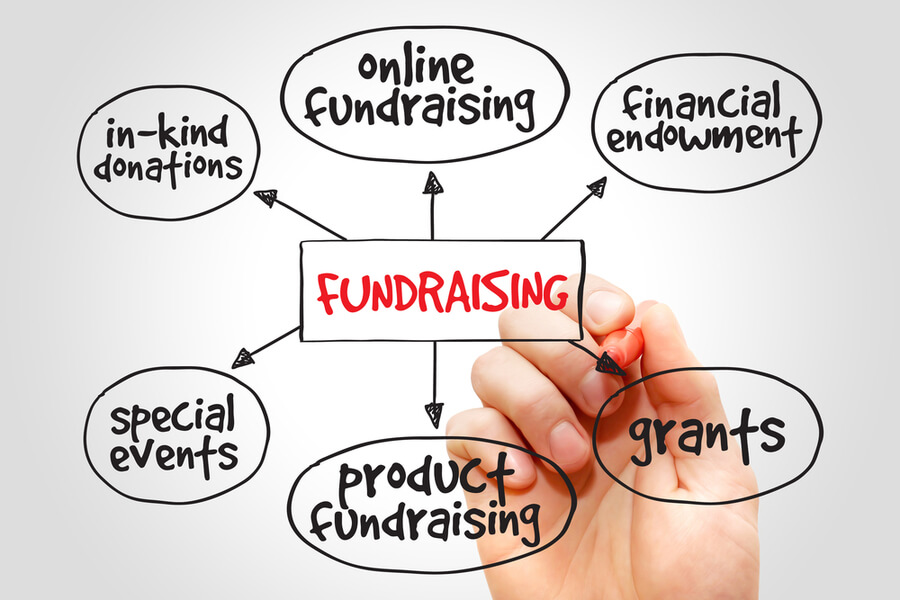 online
fundraising
financial
endowment
in-kind
donations
FUNDRAISING
special
events
grants
product
fundraising